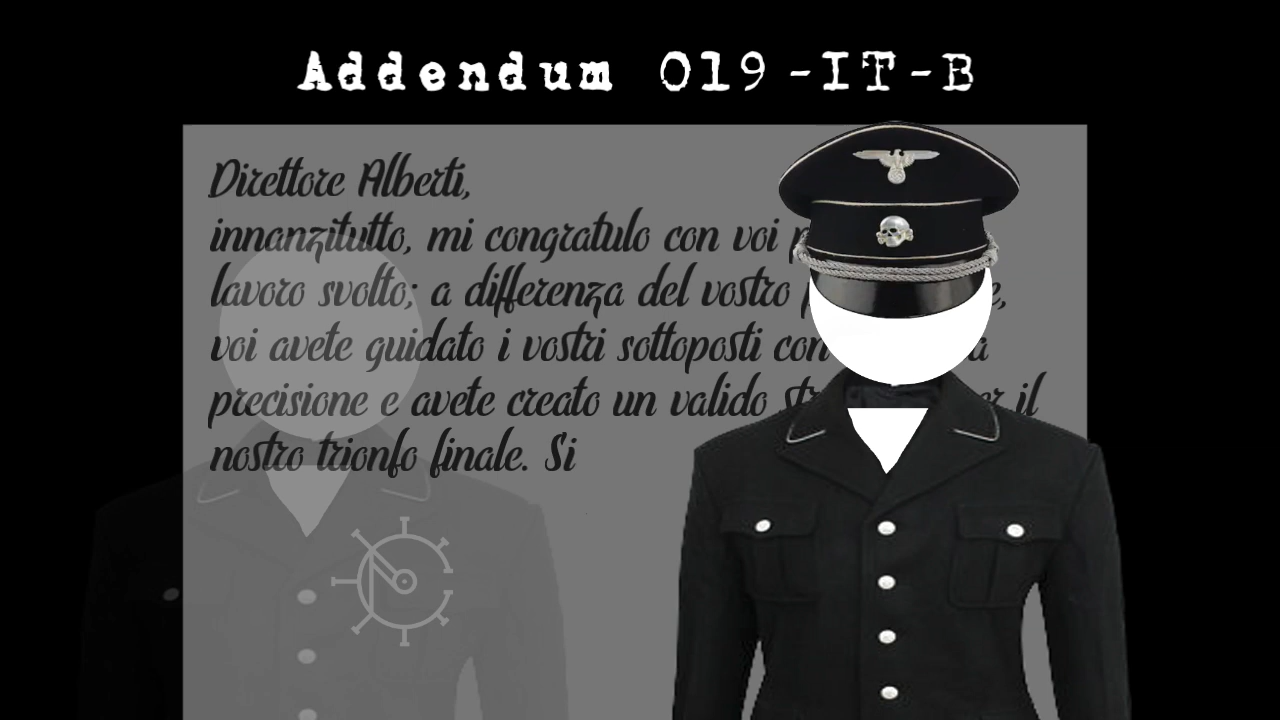 Addendum 019-IT-B
Direttore Alberti,
innanzitutto, mi congratulo con voi
lavoro svolto; a differenza del vostro
voi avete guidato i vostri sottoposti con
precisione e avete creato un valido il
nostro trionfo finale. Si